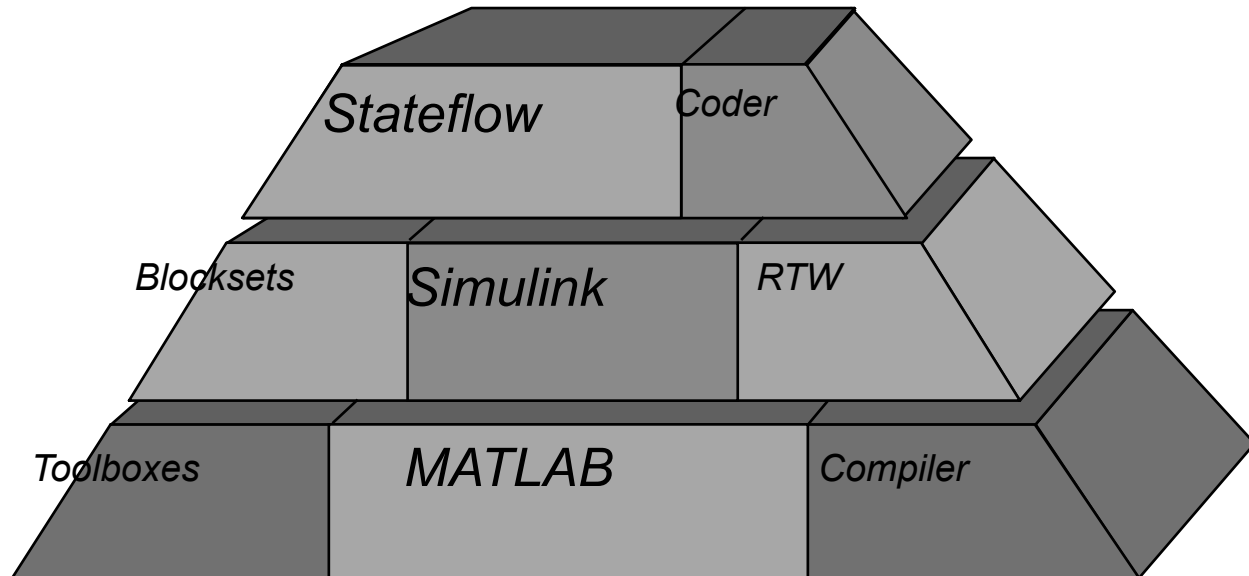 Stateflow
Coder
Blocksets
Simulink
RTW
Toolboxes
MATLAB
Compiler